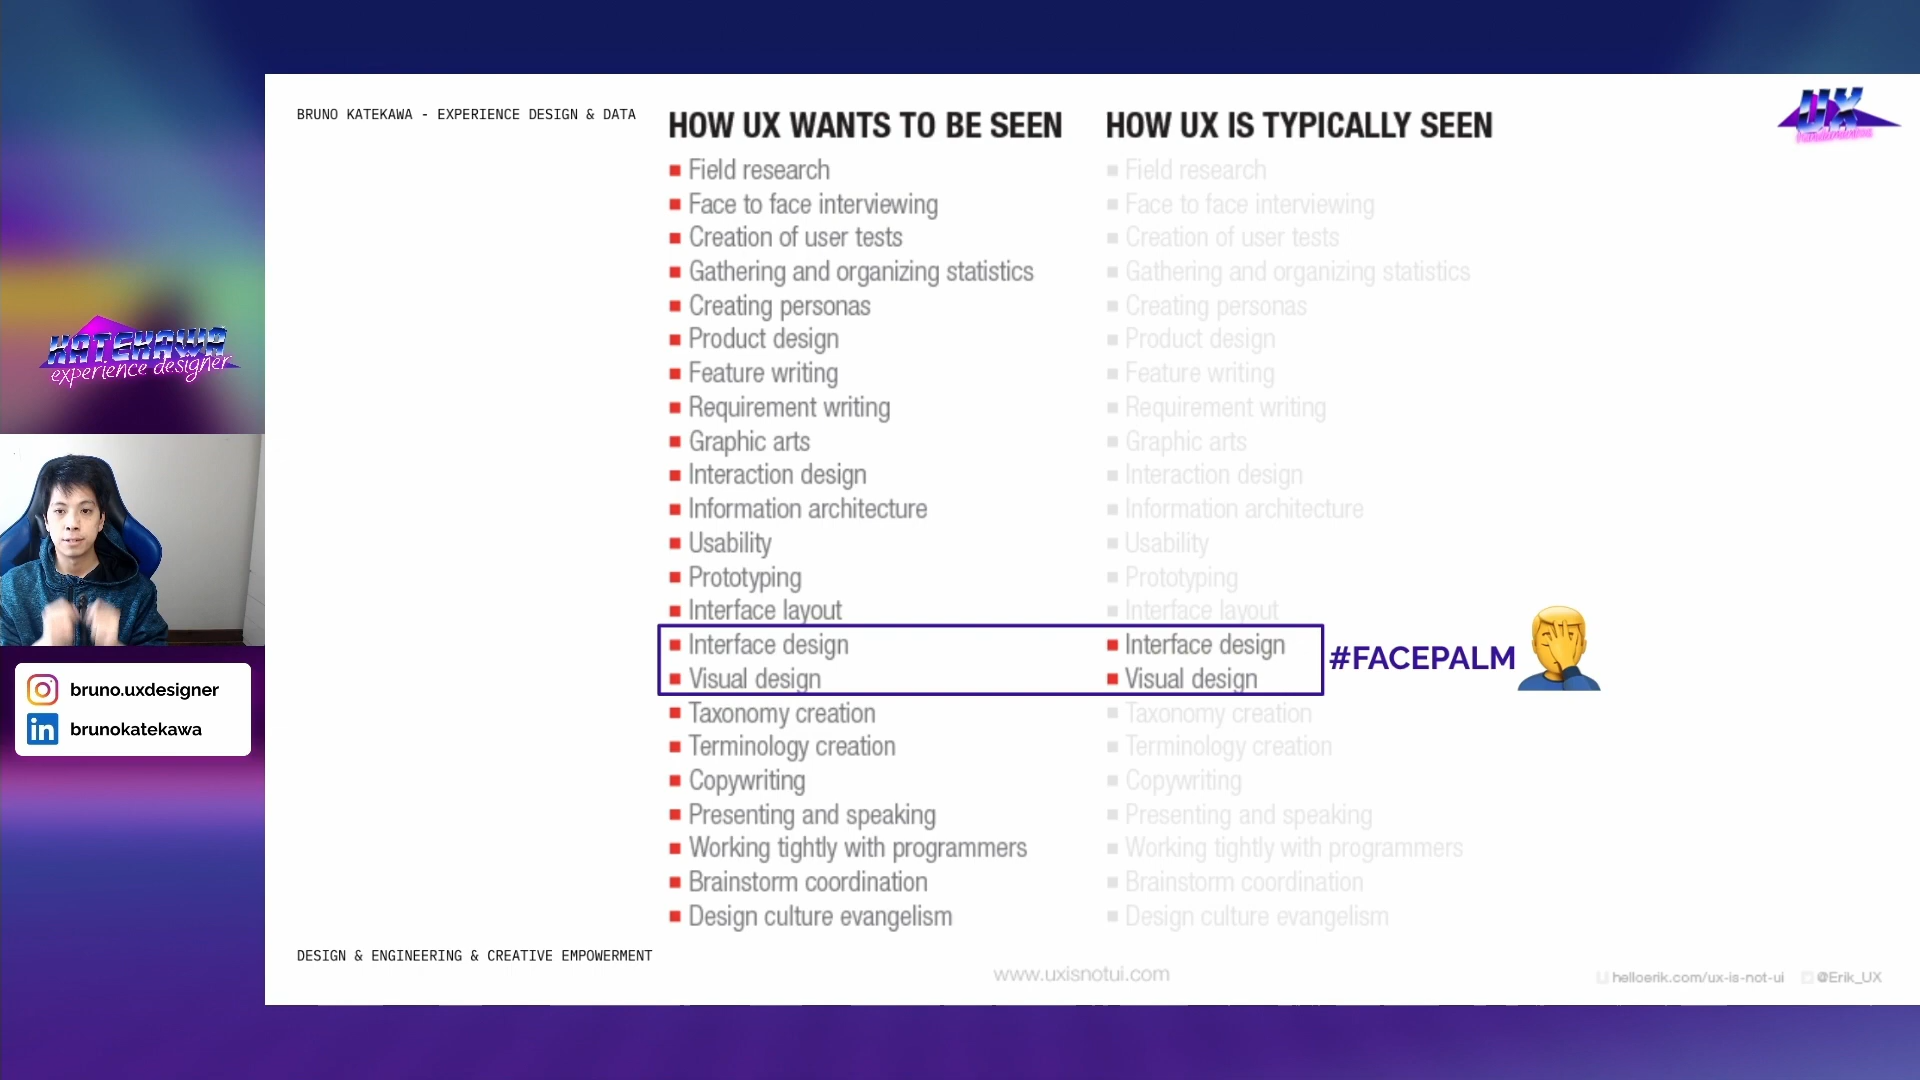 BRUNO KATEKAWA - EXPERIENCE DESIGN & DATA
HOW UX WANTS TO BE SEEN
Field research
Face to face interviewing
Creation of user tests
Gathering and organizing statistics
Creating personas
Product design
Feature writing
Requirement writing
Graphic arts
Interaction design
Information architecture
Usability
Prototyping
Interface layout
Interface design
Visual design
Taxonomy creation
Terminology creation
Copywriting
Presenting and speaking
Working tightly with programmers
Brainstorm coordination
Design culture evangelism
HOW UX IS TYPICALLY SEEN
Field research
Face to face interviewing
Creation of user tests
Gathering and organizing statistics
Creating personas
Product design
Feature writing
Requirement writing
Graphic arts
Interaction design
Information architecture
Usability
Prototyping
Interface layout
Interface design
Visual design
Taxonomy creation
Terminology creation
Copywriting
Presenting and speaking
Working tightly with programmers
Brainstorm coordination
Design culture evangelism
#FACEPALM
UX
KATEKAWA
experience designer
bruno.uxdesigner
brunokatekawa
DESIGN & ENGINEERING & CREATIVE EMPOWERMENT
www.uxisnotui.com
helloerik.com/ux-is-not-ui
@Erik_UX